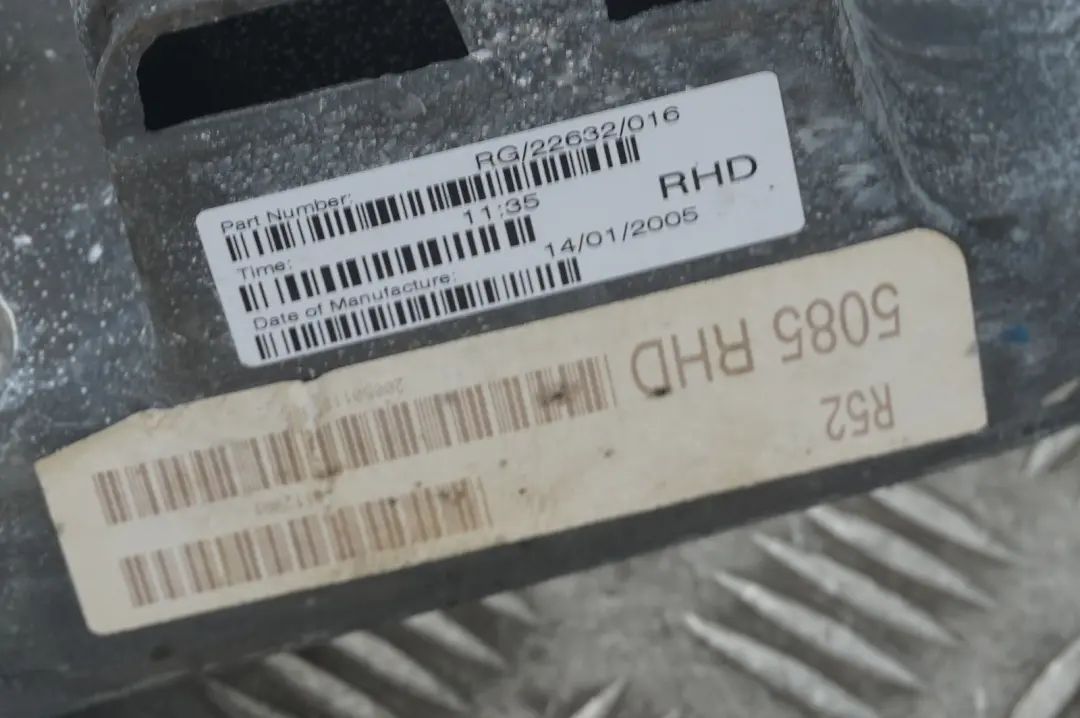 Part Number: RG/22632/016
RHD
Time: 11:35
Date of Manufacture: 14/01/2005
5085 RHD
R52